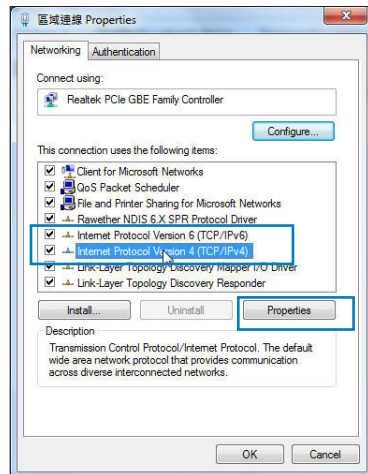 區域連線 Properties
Networking Authentication
Connect using:
Realtek PCIe GBE Family Controller
Configure...
This connection uses the following items:
Client for Microsoft Networks
QoS Packet Scheduler
File and Printer Sharing for Microsoft Networks
Rawether NDIS 6.X SPR Protocol Driver
Internet Protocol Version 6 (TCP/IPv6)
Internet Protocol Version 4 (TCP/IPv4)
Link-Layer Topology Discovery Mapper I/O Driver
Link-Layer Topology Discovery Responder
Install... Uninstall Properties
Description
Transmission Control Protocol/Internet Protocol. The default
wide area network protocol that provides communication
across diverse interconnected networks.
OK Cancel